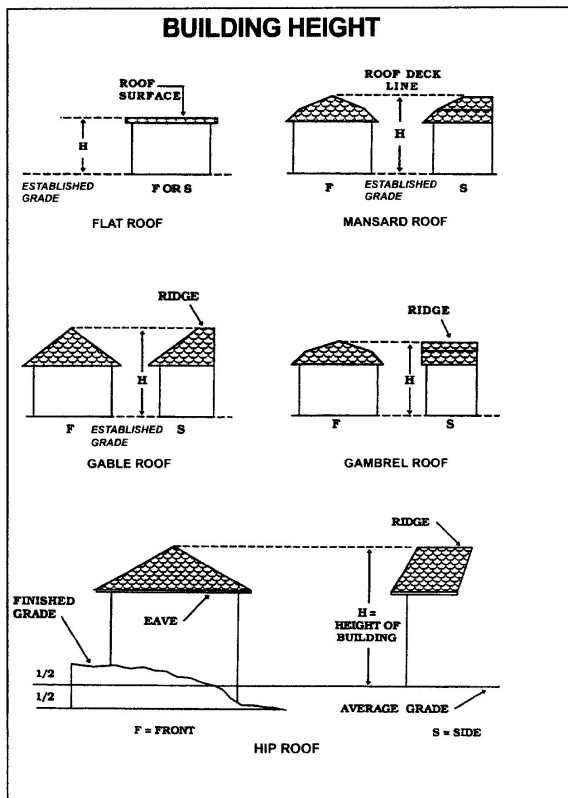 BUILDING HEIGHT
ROOF
SURFACE
H
ESTABLISHED
GRADE
F OR S
FLAT ROOF
ROOF DECK
LINE
H
F
ESTABLISHED
GRADE
S
MANSARD ROOF
RIDGE
H
F
ESTABLISHED
GRADE
S
GABLE ROOF
RIDGE
H
F
S
GAMBREL ROOF
RIDGE
FINISHED
GRADE
EAVE
H =
HEIGHT OF
BUILDING
1/2
1/2
AVERAGE GRADE
F = FRONT
S = SIDE
HIP ROOF